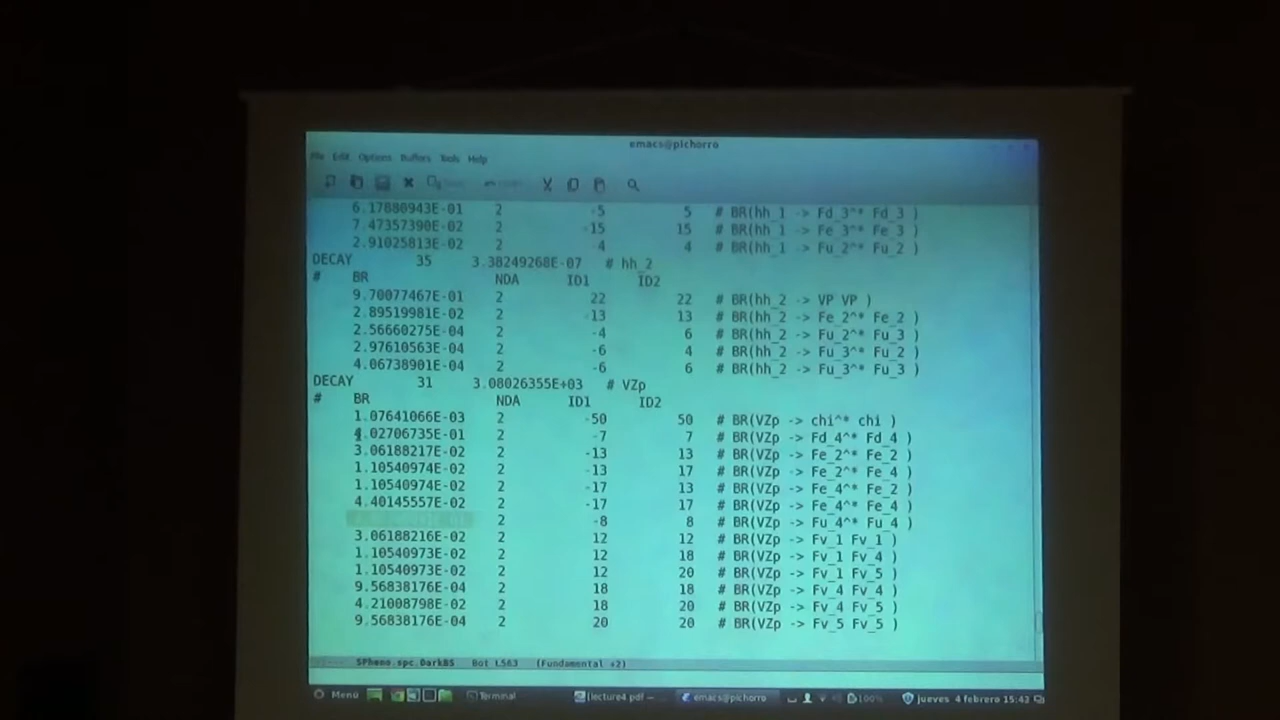 emacs@pichorro
File Edit Options Buffers Tools Help
6.17880943E-01 2 -5 5 # BR(hh_1 -> Fd_3^* Fd_3 )
7.47357390E-02 2 -15 15 # BR(hh_1 -> Fe_3^* Fe_3 )
2.91025813E-02 2 -4 4 # BR(hh_1 -> Fu_2^* Fu_2 )
DECAY 35 3.38249268E-07 # hh_2
# BR NDA ID1 ID2
9.70077467E-01 2 22 22 # BR(hh_2 -> VP VP )
2.89519981E-02 2 -13 13 # BR(hh_2 -> Fe_2^* Fe_2 )
2.56660275E-04 2 -4 6 # BR(hh_2 -> Fu_2^* Fu_3 )
2.97610563E-04 2 -6 4 # BR(hh_2 -> Fu_3^* Fu_2 )
4.06738901E-04 2 -6 6 # BR(hh_2 -> Fu_3^* Fu_3 )
DECAY 31 3.08026355E+03 # VZp
# BR NDA ID1 ID2
1.07641066E-03 2 -50 50 # BR(VZp -> chi^* chi )
4.02706735E-01 2 -7 7 # BR(VZp -> Fd_4^* Fd_4 )
3.06188217E-02 2 -13 13 # BR(VZp -> Fe_2^* Fe_2 )
1.10540974E-02 2 -13 17 # BR(VZp -> Fe_2^* Fe_4 )
1.10540974E-02 2 -17 13 # BR(VZp -> Fe_4^* Fe_2 )
4.40145557E-02 2 -17 17 # BR(VZp -> Fe_4^* Fe_4 )
2 -8 8 # BR(VZp -> Fu_4^* Fu_4 )
3.06188216E-02 2 12 12 # BR(VZp -> Fv_1 Fv_1 )
1.10540973E-02 2 12 18 # BR(VZp -> Fv_1 Fv_4 )
1.10540973E-02 2 12 20 # BR(VZp -> Fv_1 Fv_5 )
9.56838176E-04 2 18 18 # BR(VZp -> Fv_4 Fv_4 )
4.21008798E-02 2 18 20 # BR(VZp -> Fv_4 Fv_5 )
9.56838176E-04 2 20 20 # BR(VZp -> Fv_5 Fv_5 )
SPheno.spc.DarkBS Bot L563 (Fundamental +2)
Menú Terminal [lecture4.pdf — emacs@pichorro 100% jueves 4 febrero 15:43